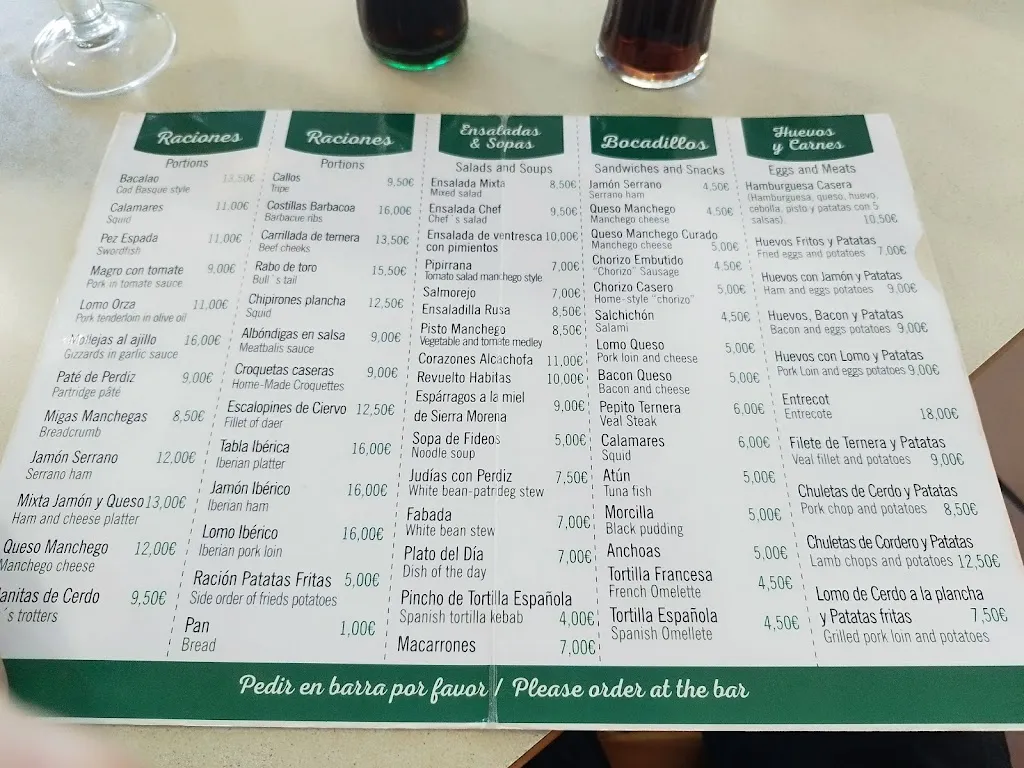 Raciones
Portions
Bacalao 13,50€
Cod Basque style
Calamares 11,00€
Squid
Pez Espada 11,00€
Swordfish
Magro con tomate 9,00€
Pork in tomate sauce
Lomo Orza 11,00€
Pork tenderloin in olive oil
Mollejas al ajillo 16,00€
Gizzards in garlic sauce
Paté de Perdiz 9,00€
Partridge pâté
Migas Manchegas 8,50€
Breadcrumb
Jamón Serrano 12,00€
Serrano ham
Mixta Jamón y Queso 13,00€
Ham and cheese platter
Queso Manchego 12,00€
Manchego cheese
anitas de Cerdo 9,50€
´s trotters
Raciones
Portions
Callos 9,50€
Tripe
Costillas Barbacoa 16,00€
Barbacue ribs
Carrillada de ternera 13,50€
Beef cheeks
Rabo de toro 15,50€
Bull´s tail
Chipirones plancha 12,50€
Squid
Albóndigas en salsa 9,00€
Meatbalis sauce
Croquetas caseras 9,00€
Home-Made Croquettes
Escalopines de Ciervo 12,50€
Fillet of daer
Tabla Ibérica 16,00€
Iberian platter
Jamón Ibérico 16,00€
Iberian ham
Lomo Ibérico 16,00€
Iberian pork loin
Ración Patatas Fritas 5,00€
Side order of frieds potatoes
Pan 1,00€
Bread
Ensaladas
& Sopas
Salads and Soups
Ensalada Mixta 8,50€
Mixed salad
Ensalada Chef 9,50€
Chef´s salad
Ensalada de ventresca 10,00€
con pimientos
Pipirrana 7,00€
Tomato salad manchego style
Salmorejo 7,00€
Ensaladilla Rusa 8,50€
Pisto Manchego 8,50€
Vegetable and tomate medley
Corazones Alcachofa 11,00€
Revuelto Habitas 10,00€
Espárragos a la miel
de Sierra Morena 9,00€
Sopa de Fideos 5,00€
Noodle soup
Judías con Perdiz 7,50€
White bean-patrideg stew
Fabada 7,00€
White bean stew
Plato del Día 7,00€
Dish of the day
Pincho de Tortilla Española
Spanish tortilla kebab 4,00€
Macarrones 7,00€
Bocadillos
Sandwiches and Snacks
Jamón Serrano 4,50€
Serrano ham
Queso Manchego 4,50€
Manchego cheese
Queso Manchego Curado
Manchego cheese 5,00€
Chorizo Embutido 4,50€
"Chorizo" Sausage
Chorizo Casero 5,00€
Home-style "chorizo"
Salchichón 4,50€
Salami
Lomo Queso 5,00€
Pork loin and cheese
Bacon Queso 5,00€
Bacon and cheese
Pepito Ternera 6,00€
Veal Steak
Calamares 6,00€
Squid
Atún 5,00€
Tuna fish
Morcilla 5,00€
Black pudding
Anchoas 5,00€
Tortilla Francesa 4,50€
French Omelette
Tortilla Española 4,50€
Spanish Omellete
Huevos
y Carnes
Eggs and Meats
Hamburguesa Casera
(Hamburguesa, queso, huevo,
cebolla, pisto y patatas con 5
salsas). 10,50€
Huevos Fritos y Patatas
Fried eggs and potatoes 7,00€
Huevos con Jamón y Patatas
Ham and eggs potatoes 9,00€
Huevos, Bacon y Patatas
Bacon and eggs potatoes 9,00€
Huevos con Lomo y Patatas
Pork Loin and eggs potatoes 9,00€
Entrecot
Entrecote 18,00€
Filete de Ternera y Patatas
Veal fillet and potatoes 9,00€
Chuletas de Cerdo y Patatas
Pork chop and potatoes 8,50€
Chuletas de Cordero y Patatas
Lamb chops and potatoes 12,50€
Lomo de Cerdo a la plancha
y Patatas fritas 7,50€
Grilled pork loin and potatoes
Pedir en barra por favor / Please order at the bar